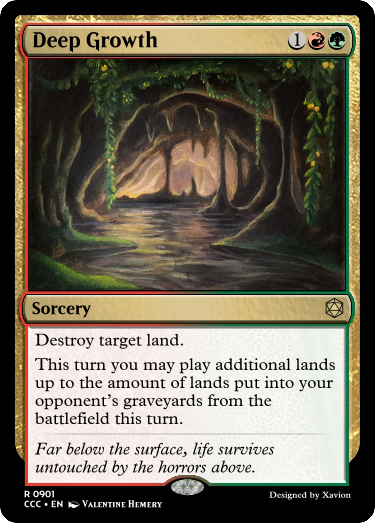 Deep Growth
1
Sorcery
Destroy target land.
This turn you may play additional lands
up to the amount of lands put into your
opponent's graveyards from the
battlefield this turn.
Far below the surface, life survives
untouched by the horrors above.
R 0901
CCC • EN Valentine Hemery
Designed by Xavion